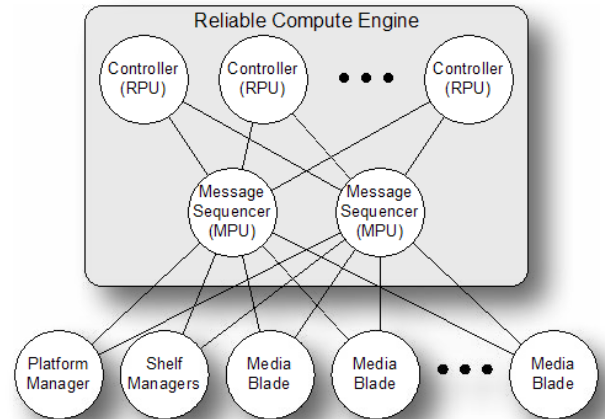 Reliable Compute Engine
Controller
(RPU)
Controller
(RPU)
Controller
(RPU)
Message
Sequencer
(MPU)
Message
Sequencer
(MPU)
Platform
Manager
Shelf
Managers
Media
Blade
Media
Blade
Media
Blade